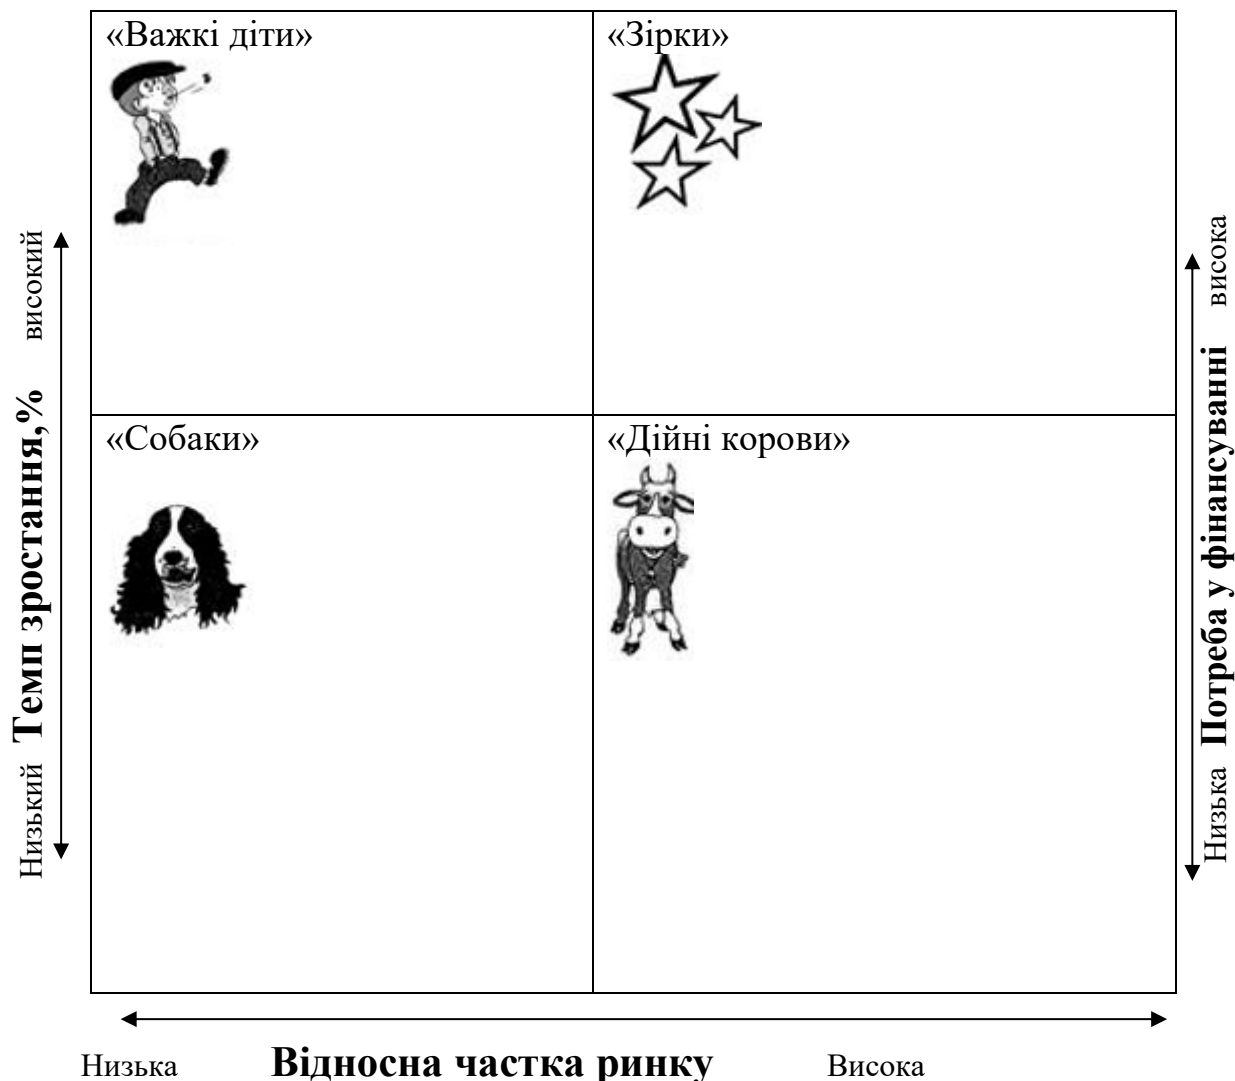 «Важкі діти»
«Зірки»
«Собаки»
«Дійні корови»
Низький Темп зростання,% високий
Низька Потреба у фінансуванні висока
Низька Відносна частка ринку Висока